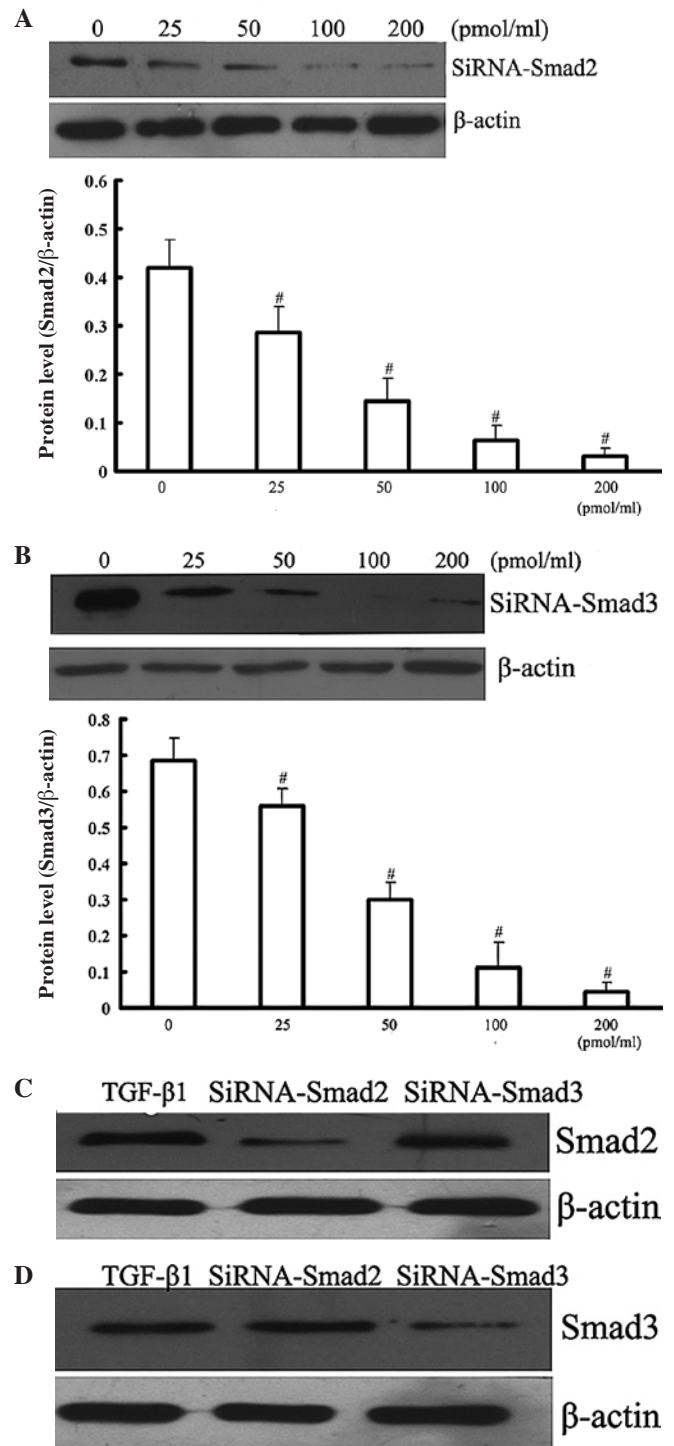 A
0 25 50 100 200 (pmol/ml)
SiRNA-Smad2
β-actin
Protein level (Smad2/β-actin)
0.6
0.5
0.4
0.3
0.2
0.1
0
# # # #
0 25 50 100 200
(pmol/ml)
B
0 25 50 100 200 (pmol/ml)
SiRNA-Smad3
β-actin
Protein level (Smad3/β-actin)
0.8
0.7
0.6
0.5
0.4
0.3
0.2
0.1
0
# # # #
0 25 50 100 200
(pmol/ml)
C
TGF-β1 SiRNA-Smad2 SiRNA-Smad3
Smad2
β-actin
D
TGF-β1 SiRNA-Smad2 SiRNA-Smad3
Smad3
β-actin